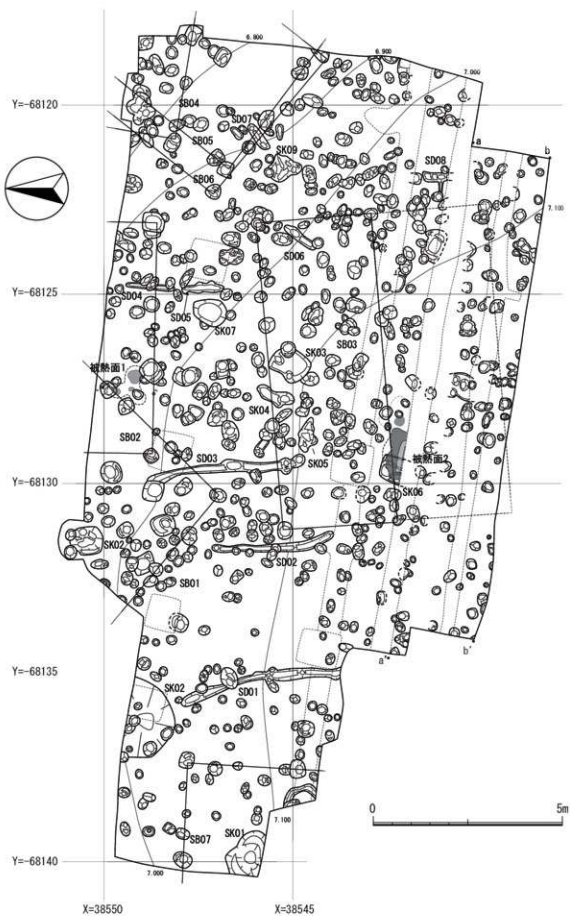 6.800
6.900
7.000
Y=-68120
SB04
SD07
SB05
SK09
a
b
SD08
SB06
7.100
SD06
Y=-68125
SD04
SD05
SK07
SB03
SK03
被熱面1
SK04
SB02
SD03
SK05
被熱面2
Y=-68130
SK06
SK02
SD02
SB01
a'
b'
Y=-68135
SK02
SD01
0
5m
7.100
SB07
SK01
Y=-68140
7.000
X=38550
X=38545